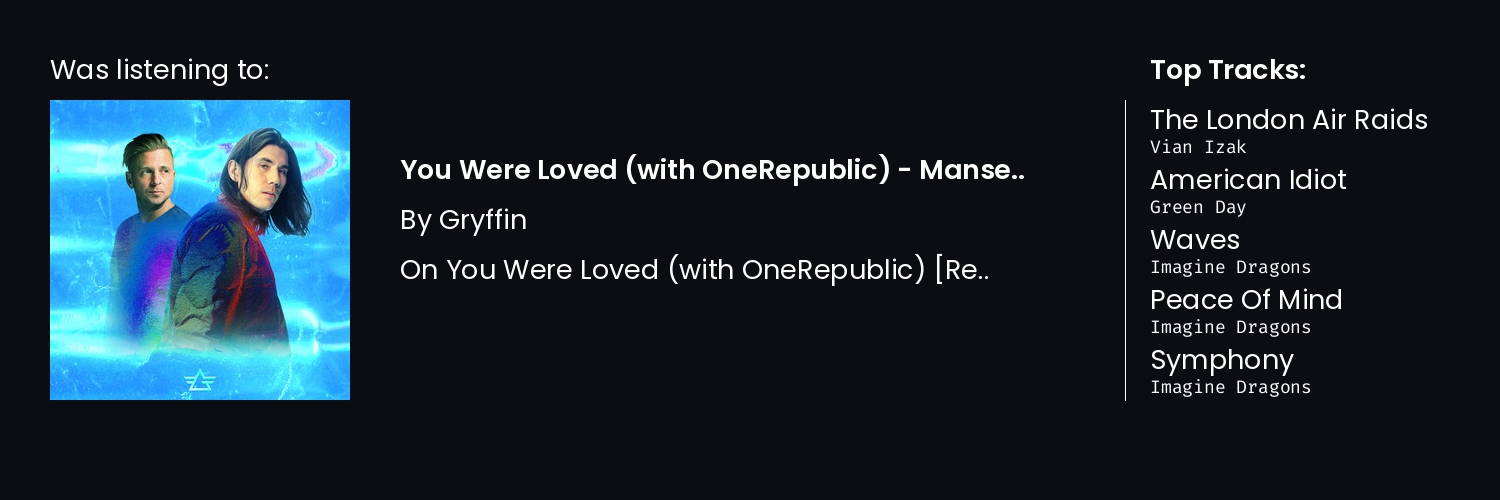 Was listening to:
You Were Loved (with OneRepublic) - Manse..
By Gryffin
On You Were Loved (with OneRepublic) [Re..
Top Tracks:
The London Air Raids
Vian Izak
American Idiot
Green Day
Waves
Imagine Dragons
Peace Of Mind
Imagine Dragons
Symphony
Imagine Dragons